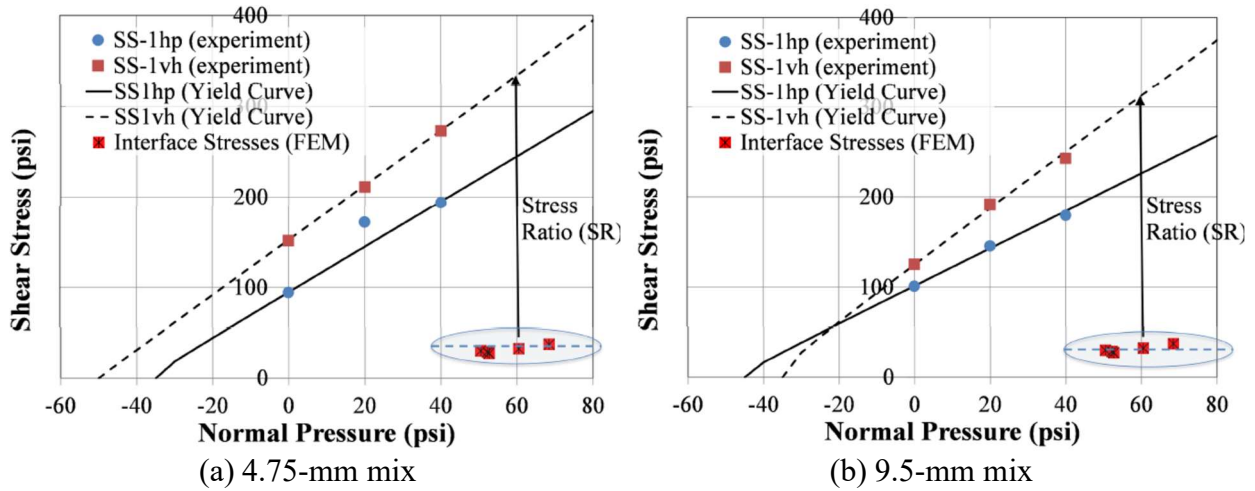 400
SS-1hp (experiment)
SS-1vh (experiment)
SS1hp (Yield Curve)
SS1vh (Yield Curve)
Interface Stresses (FEM)
300
200
100
0
Shear Stress (psi)
Stress
Ratio (SR)
-60 -40 -20 0 20 40 60 80
Normal Pressure (psi)
(a) 4.75-mm mix
400
SS-1hp (experiment)
SS-1vh (experiment)
SS-1hp (Yield Curve)
SS-1vh (Yield Curve)
Interface Stresses (FEM)
300
200
100
0
Shear Stress (psi)
Stress
Ratio (SR)
-60 -40 -20 0 20 40 60 80
Normal Pressure (psi)
(b) 9.5-mm mix